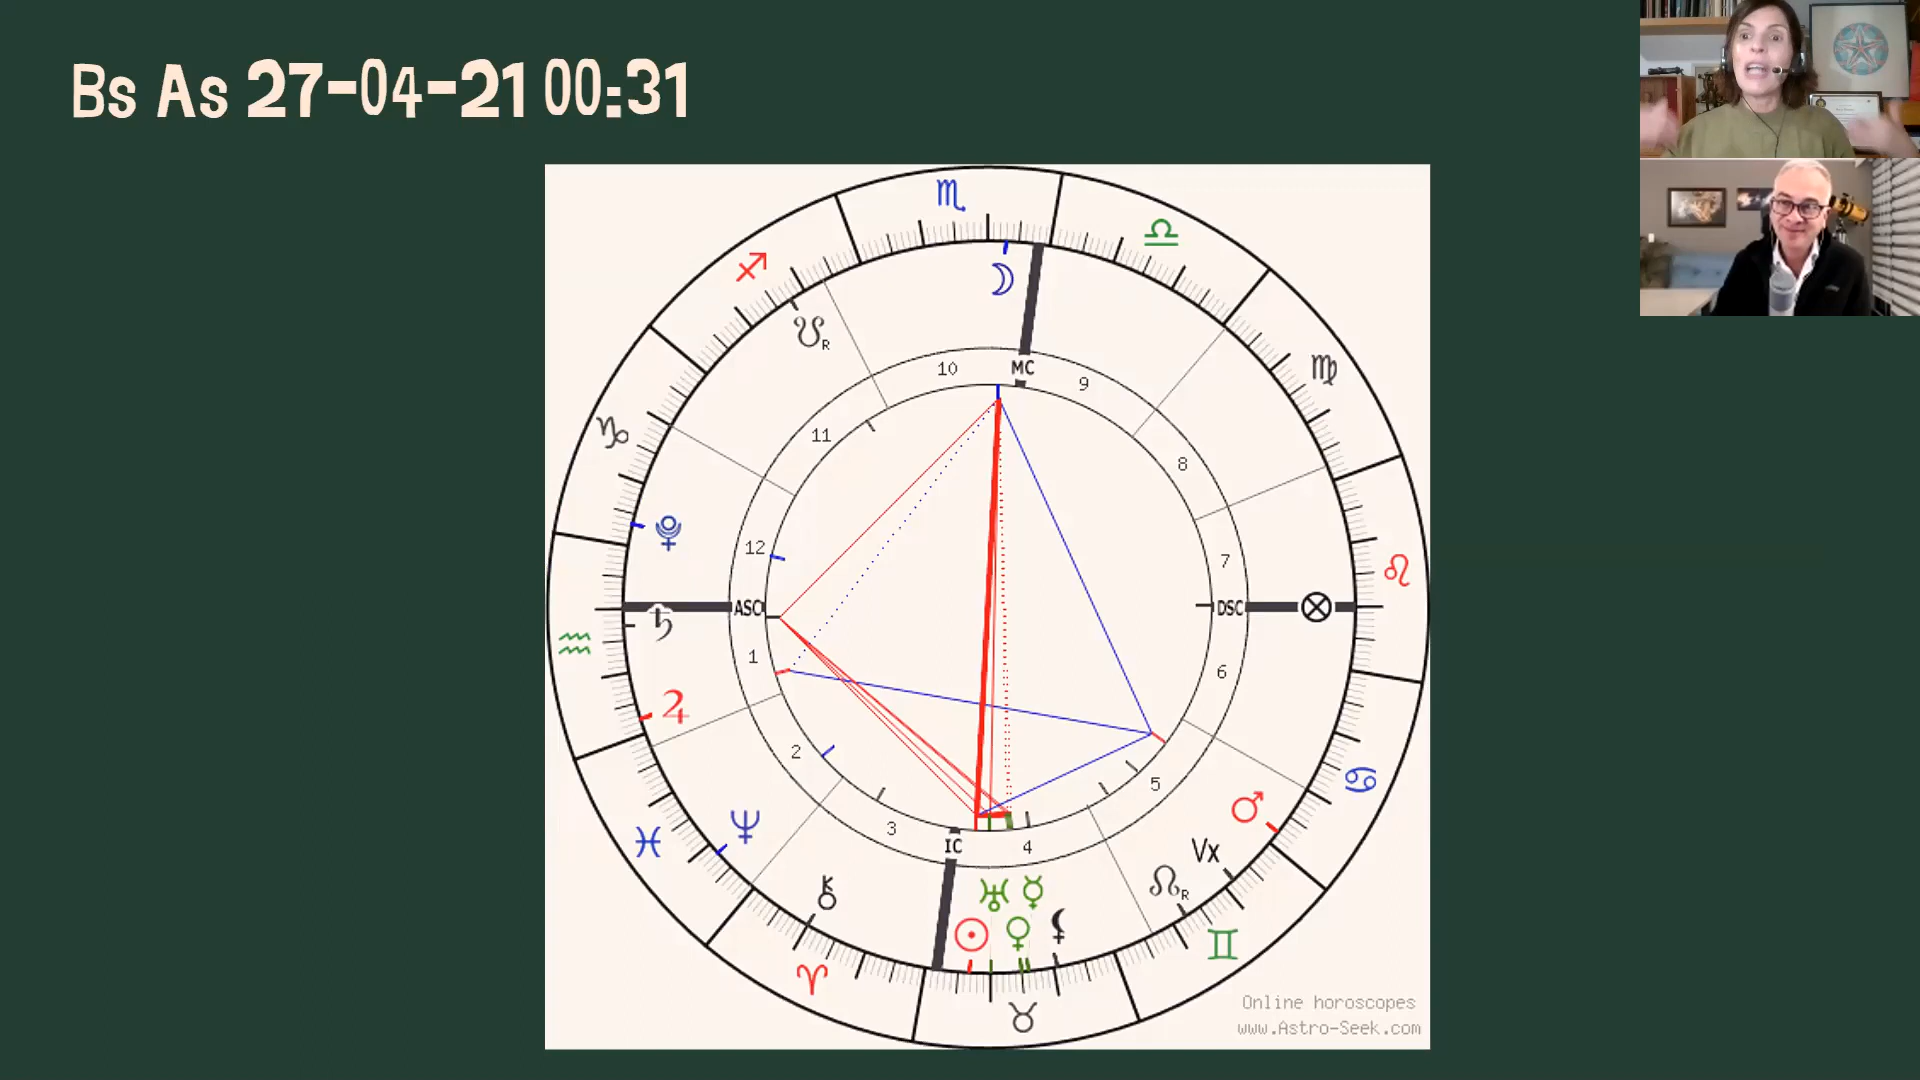 Bs As 27-04-21 00:31
10
MC
9
11
8
12
7
ASC
DSC
1
6
2
5
3
IC
4
R
Vx
R
Online horoscopes
www.Astro-Seek.com